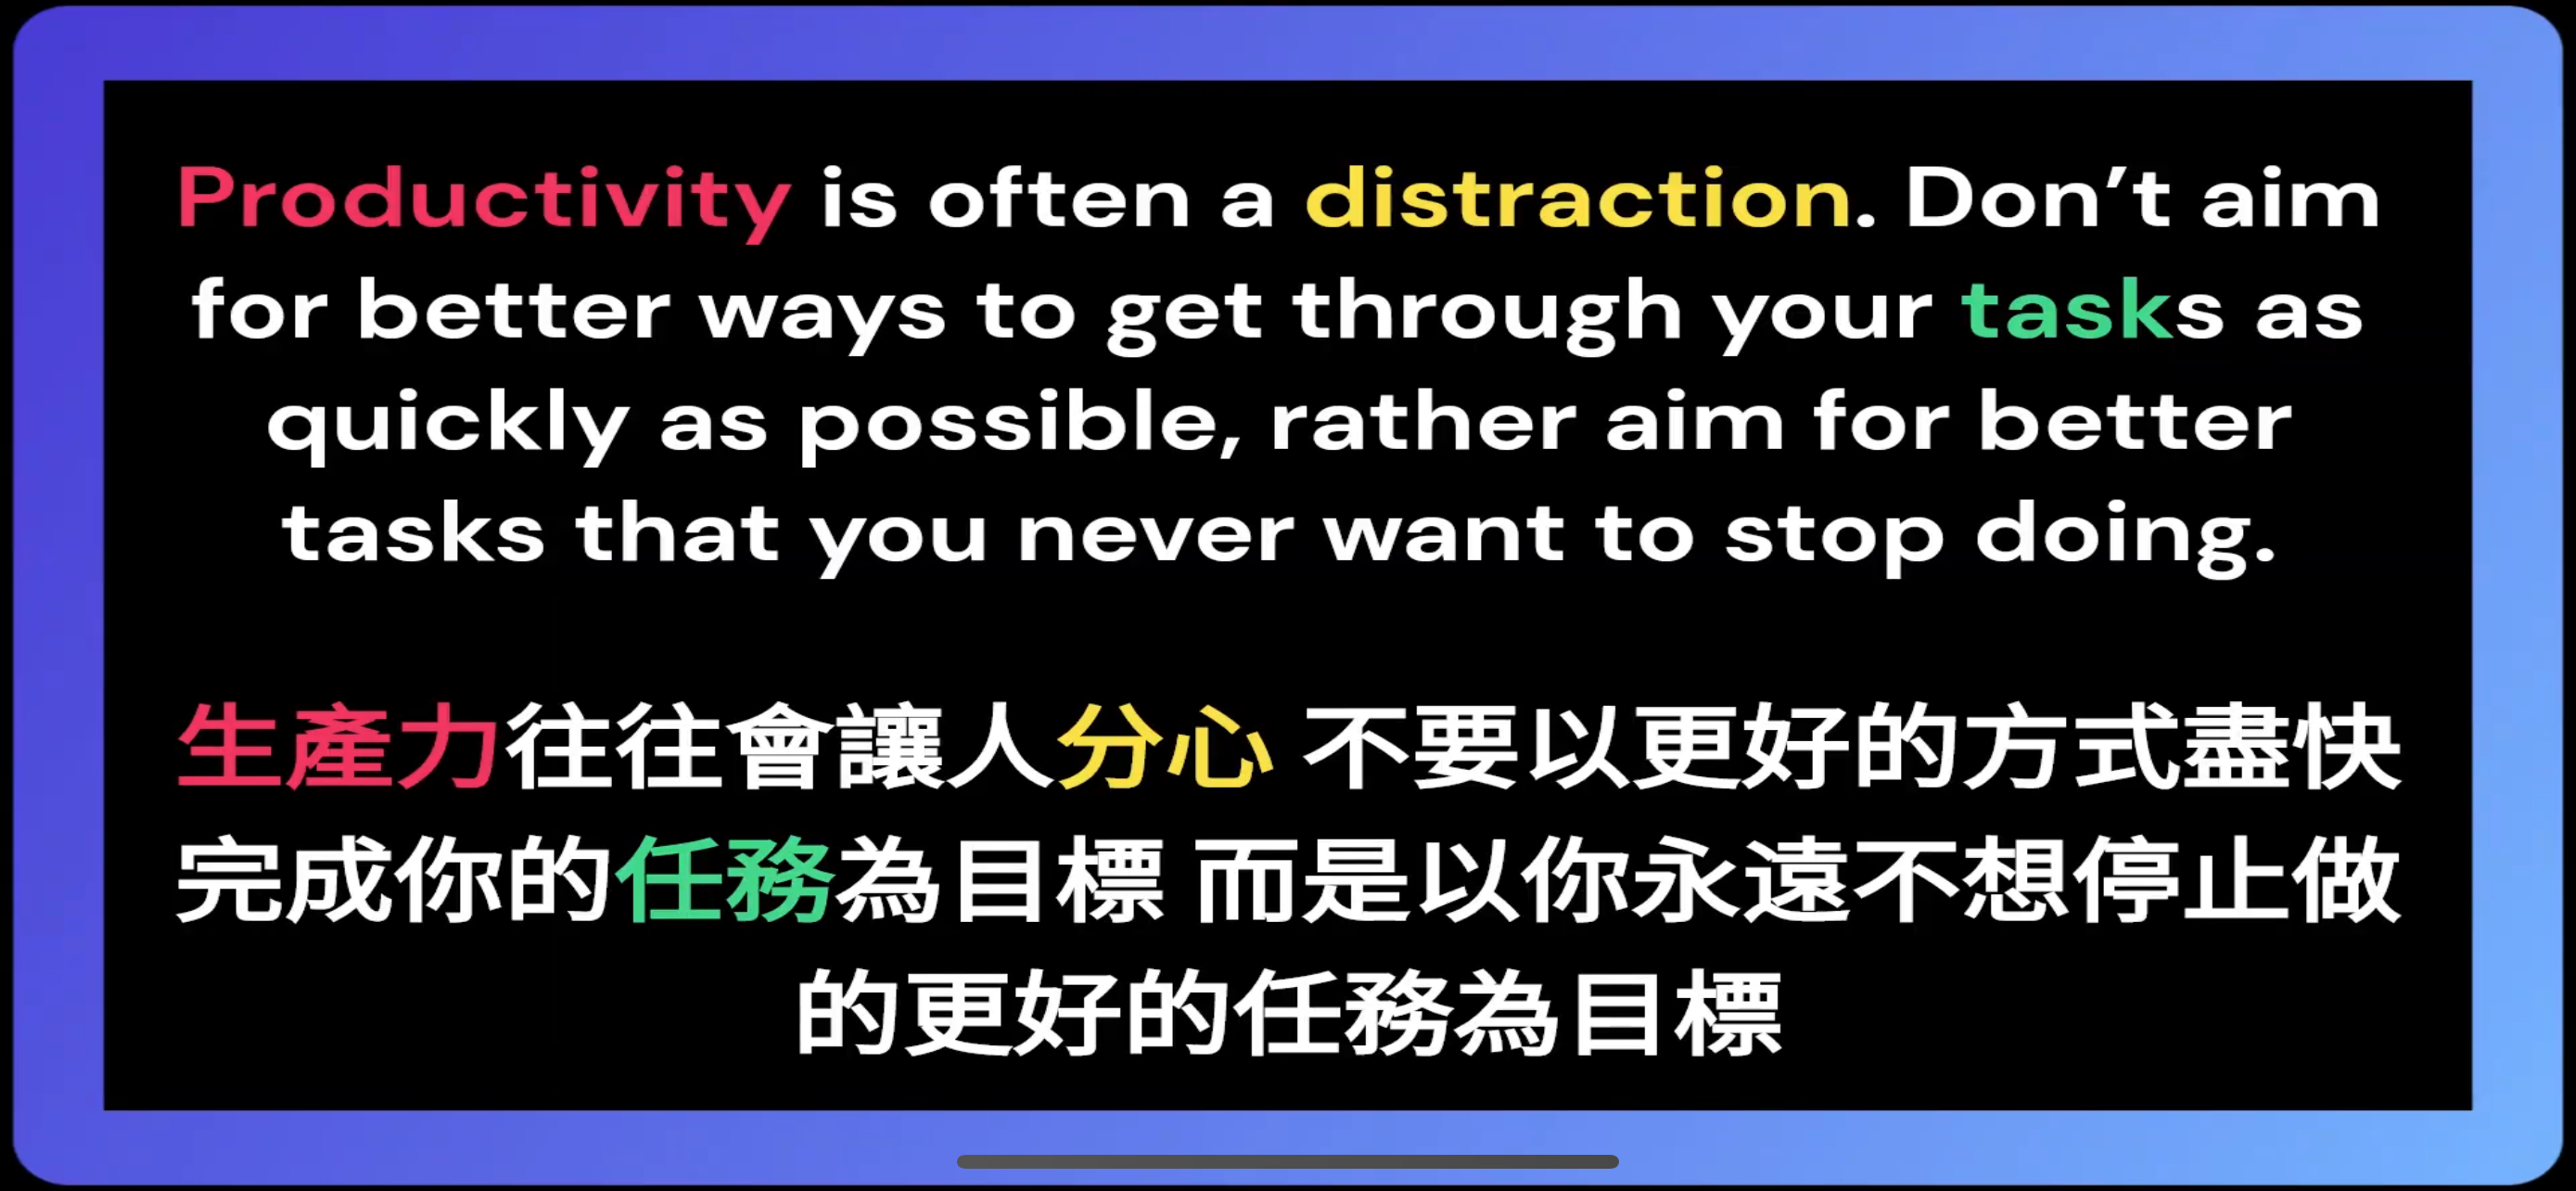 Productivity is often a distraction. Don’t aim
for better ways to get through your tasks as
quickly as possible, rather aim for better
tasks that you never want to stop doing.
生產力往往會讓人分心 不要以更好的方式盡快
完成你的任務為目標 而是以你永遠不想停止做
的更好的任務為目標